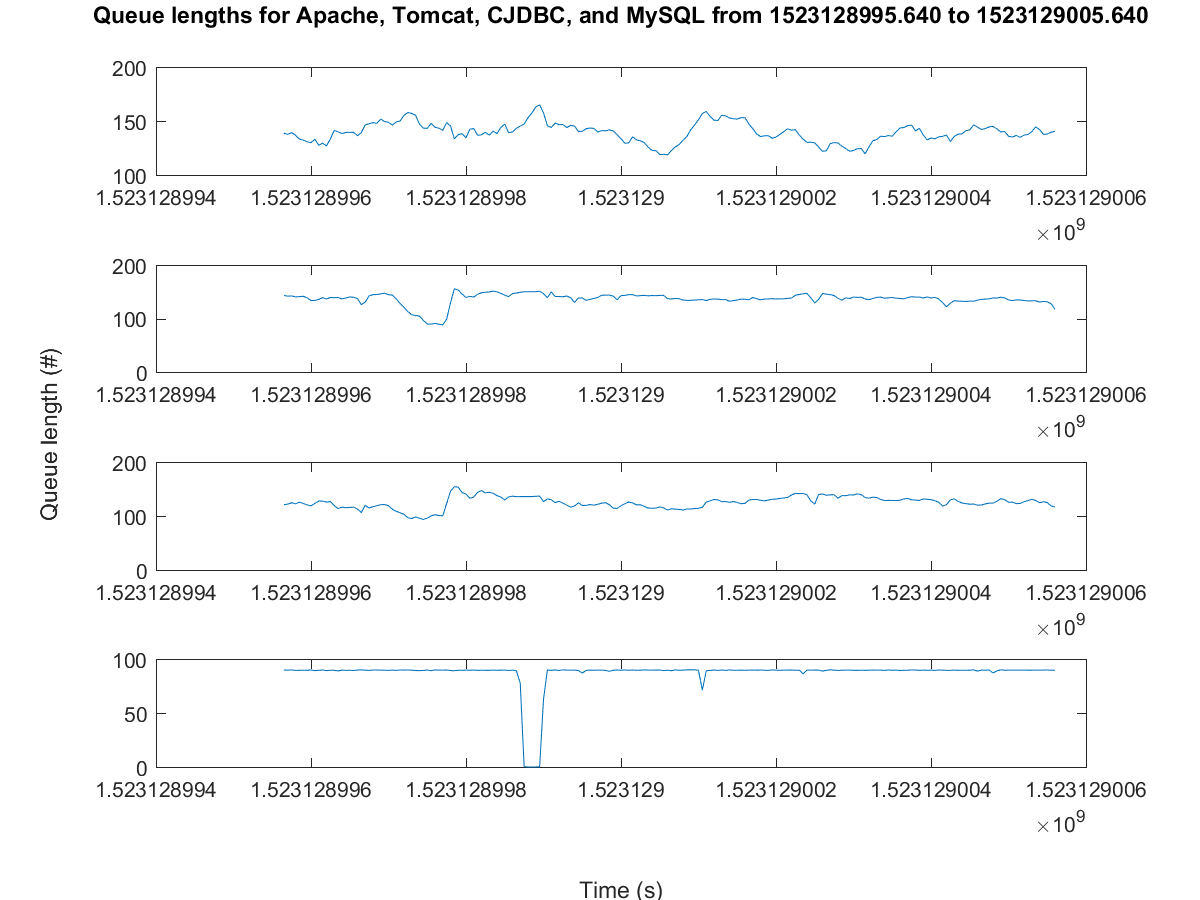 Queue lengths for Apache, Tomcat, CJDBC, and MySQL from 1523128995.640 to 1523129005.640
200
150
100
1.523128994 1.523128996 1.523128998 1.523129 1.523129002 1.523129004 1.523129006
×10^9
200
100
0
1.523128994 1.523128996 1.523128998 1.523129 1.523129002 1.523129004 1.523129006
×10^9
Queue length (#)
200
100
0
1.523128994 1.523128996 1.523128998 1.523129 1.523129002 1.523129004 1.523129006
×10^9
100
50
0
1.523128994 1.523128996 1.523128998 1.523129 1.523129002 1.523129004 1.523129006
×10^9
Time (s)